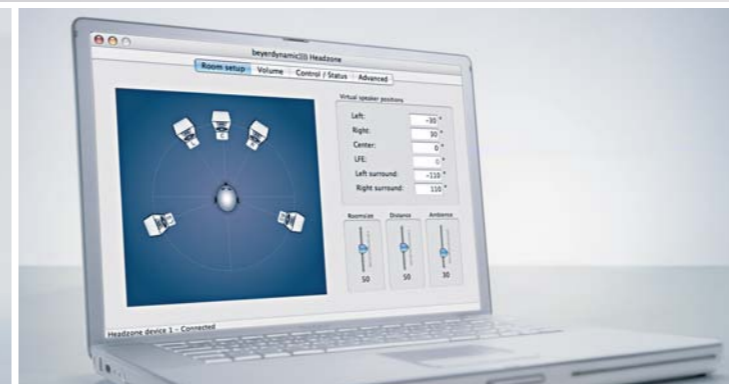 beyerdynamic))) Headzone
Room setup Volume Control / Status Advanced
Virtual speaker positions
Left: -30 °
Right: 30 °
Center: 0 °
LFE: 0 °
Left surround: -110 °
Right surround: 110 °
Roomsize Distance Ambience
50 50 30
Headzone device 1 - Connected